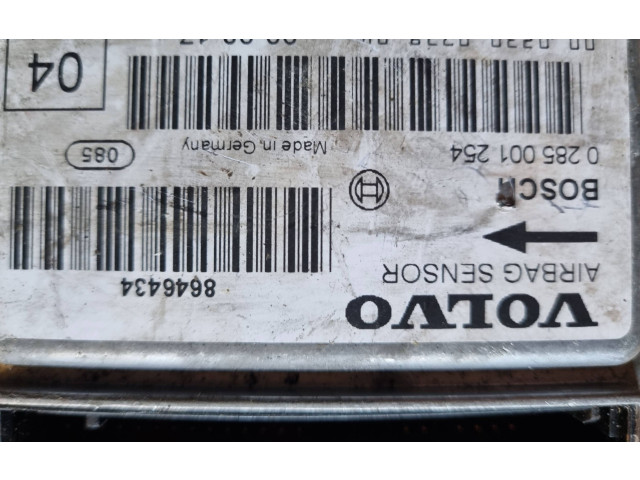 VOLVO
AIRBAG SENSOR
8646434
BOSCH
0 285 001 254
Made in Germany
085
04